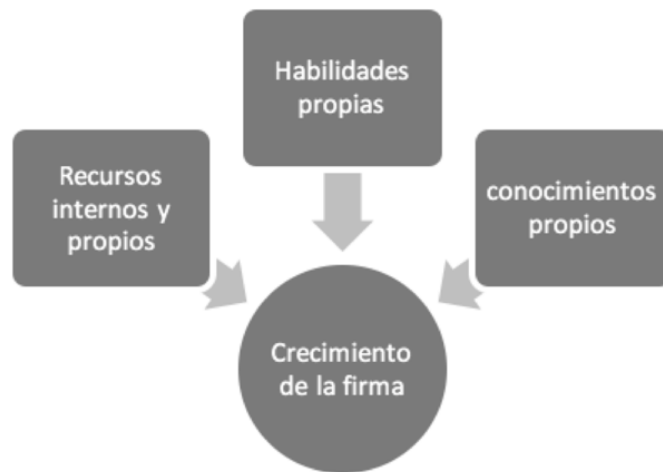 Habilidades
propias
Recursos
internos y
propios
conocimientos
propios
Crecimiento
de la firma